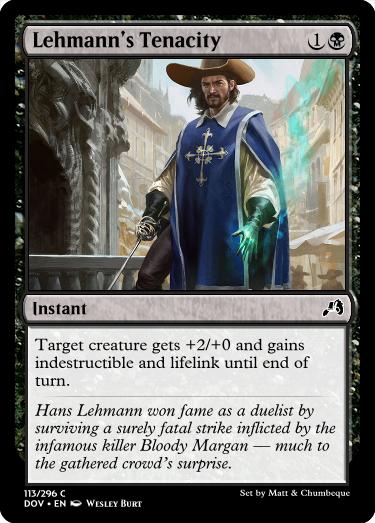 Lehmann's Tenacity 1
Instant
Target creature gets +2/+0 and gains
indestructible and lifelink until end of
turn.
Hans Lehmann won fame as a duelist by
surviving a surely fatal strike inflicted by the
infamous killer Bloody Margan — much to
the gathered crowd's surprise.
113/296 C
Set by Matt & Chumbeque
DOV • EN Wesley Burt